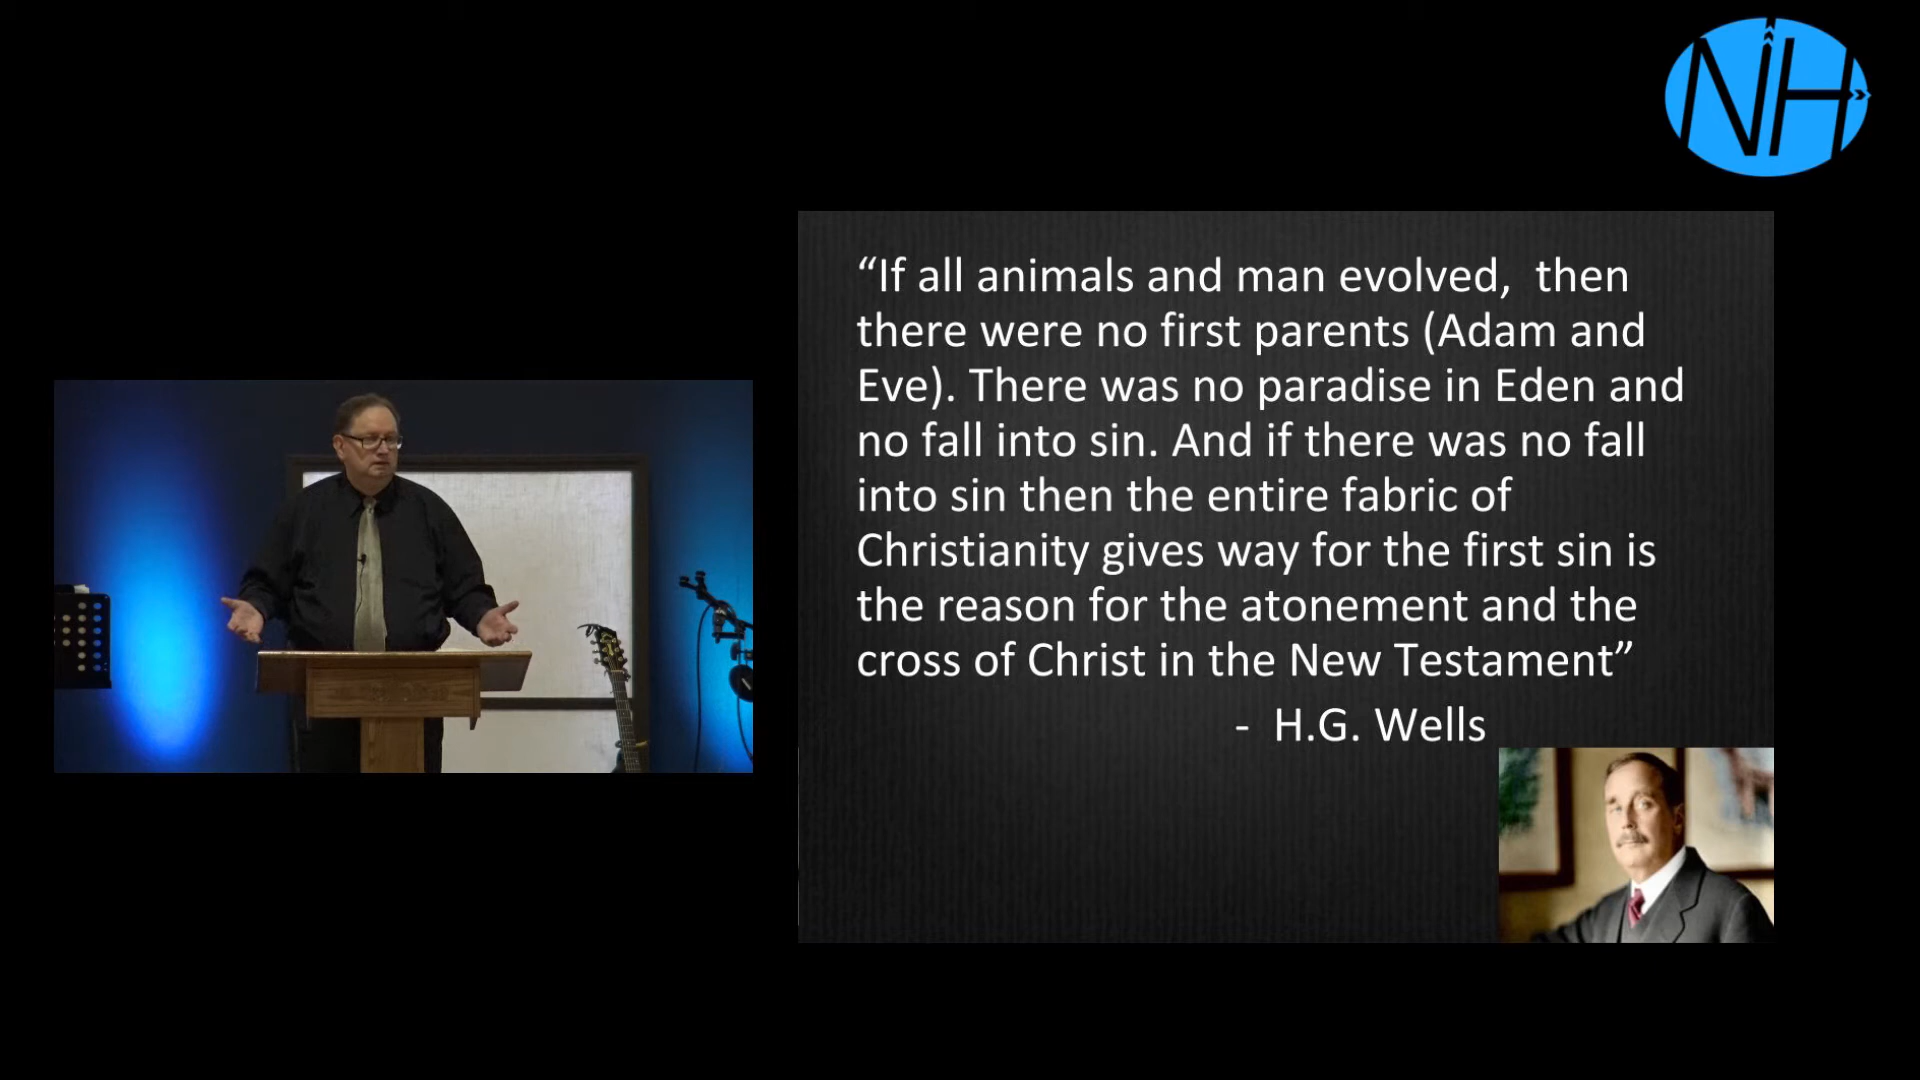 NH
“If all animals and man evolved,  then
there were no first parents (Adam and
Eve). There was no paradise in Eden and
no fall into sin. And if there was no fall
into sin then the entire fabric of
Christianity gives way for the first sin is
the reason for the atonement and the
cross of Christ in the New Testament”
- H.G. Wells